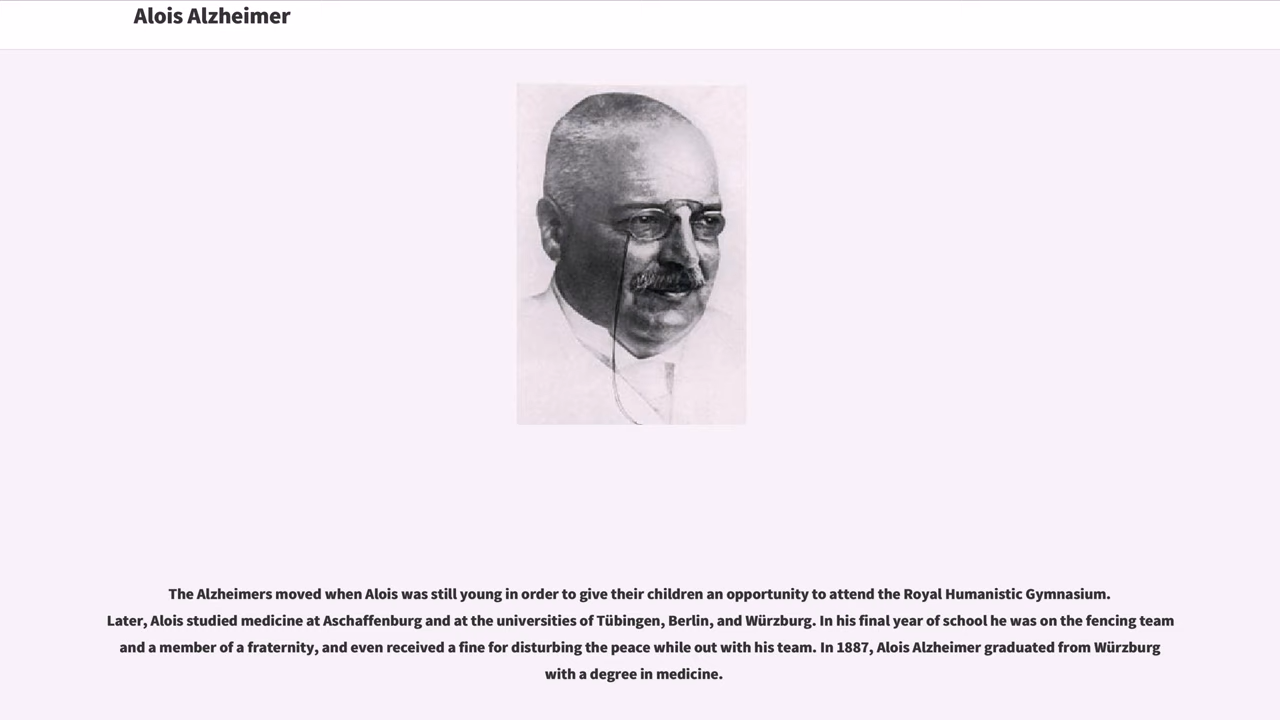 Alois Alzheimer
The Alzheimers moved when Alois was still young in order to give their children an opportunity to attend the Royal Humanistic Gymnasium.
Later, Alois studied medicine at Aschaffenburg and at the universities of Tübingen, Berlin, and Würzburg. In his final year of school he was on the fencing team
and a member of a fraternity, and even received a fine for disturbing the peace while out with his team. In 1887, Alois Alzheimer graduated from Würzburg
with a degree in medicine.